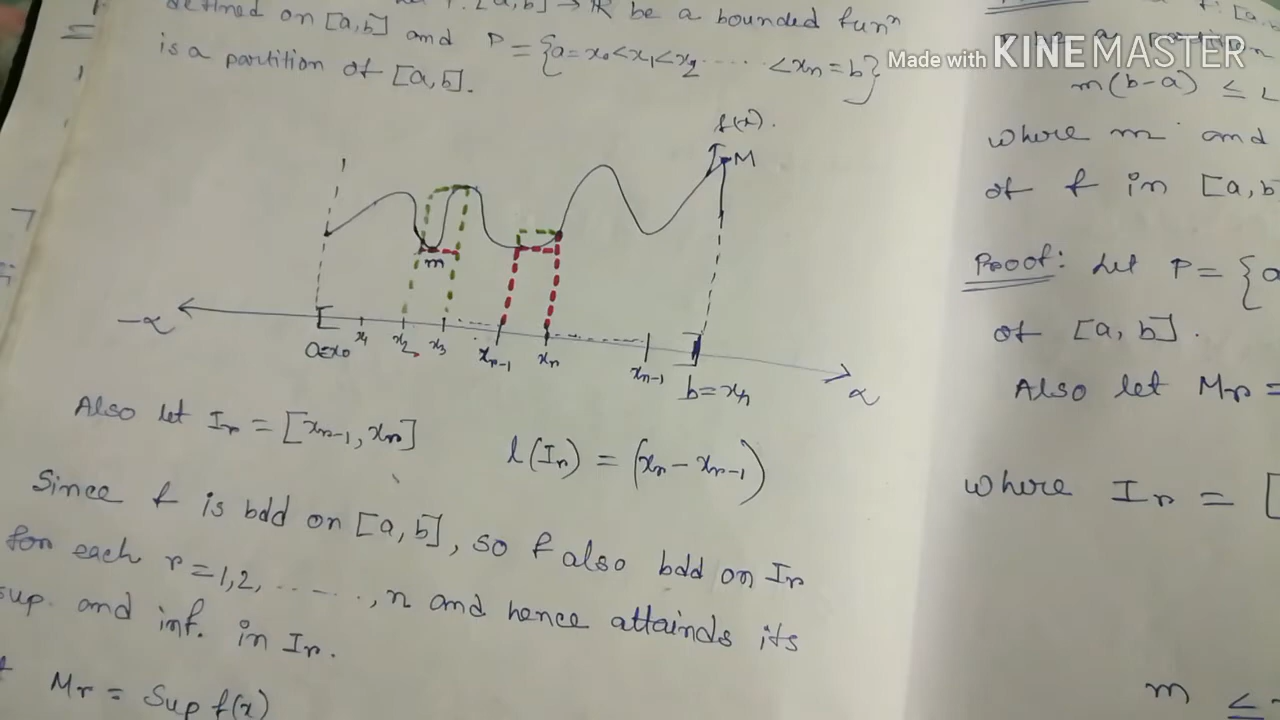 defined on [a,b] and P = {a = x₀ < x₁ < x₂ ..... < xₙ = b}
be a bounded funⁿ
is a partition of [a,b].
Made with KINEMASTER
f(x).
M
m
-∝
a=x₀
x₁
x₂
x₃
xᵣ₋₁
xᵣ
xₙ₋₁
b=xₙ
∝
Also let Iᵣ = [xᵣ₋₁, xᵣ]
l(Iᵣ) = (xᵣ - xᵣ₋₁)
Since f is bdd on [a, b], so f also bdd on Iᵣ
for each r = 1,2, ......, n and hence attainds its
sup. and inf. in Iᵣ.
Mr = Sup f(x)
m(b-a) ≤ L
where m and
of f in [a,b
Proof: Let P = {a
of [a, b].
Also let Mᵣ =
where Iᵣ = [
m ≤